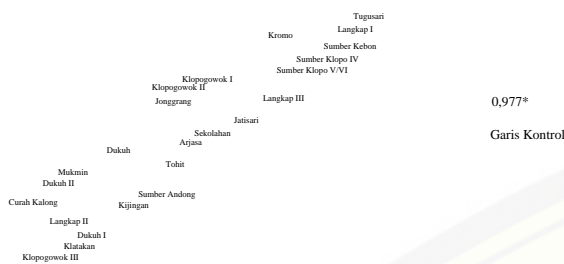 Tugusari
Langkap I
Kromo
Sumber Kebon
Sumber Klopo IV
Sumber Klopo V/VI
Klopogowok I
Klopogowok II
Jonggrang
Langkap III
0,977*
Jatisari
Sekolahan
Garis Kontrol
Arjasa
Dukuh
Tohit
Mukmin
Dukuh II
Sumber Andong
Curah Kalong
Kijingan
Langkap II
Dukuh I
Klatakan
Klopogowok III